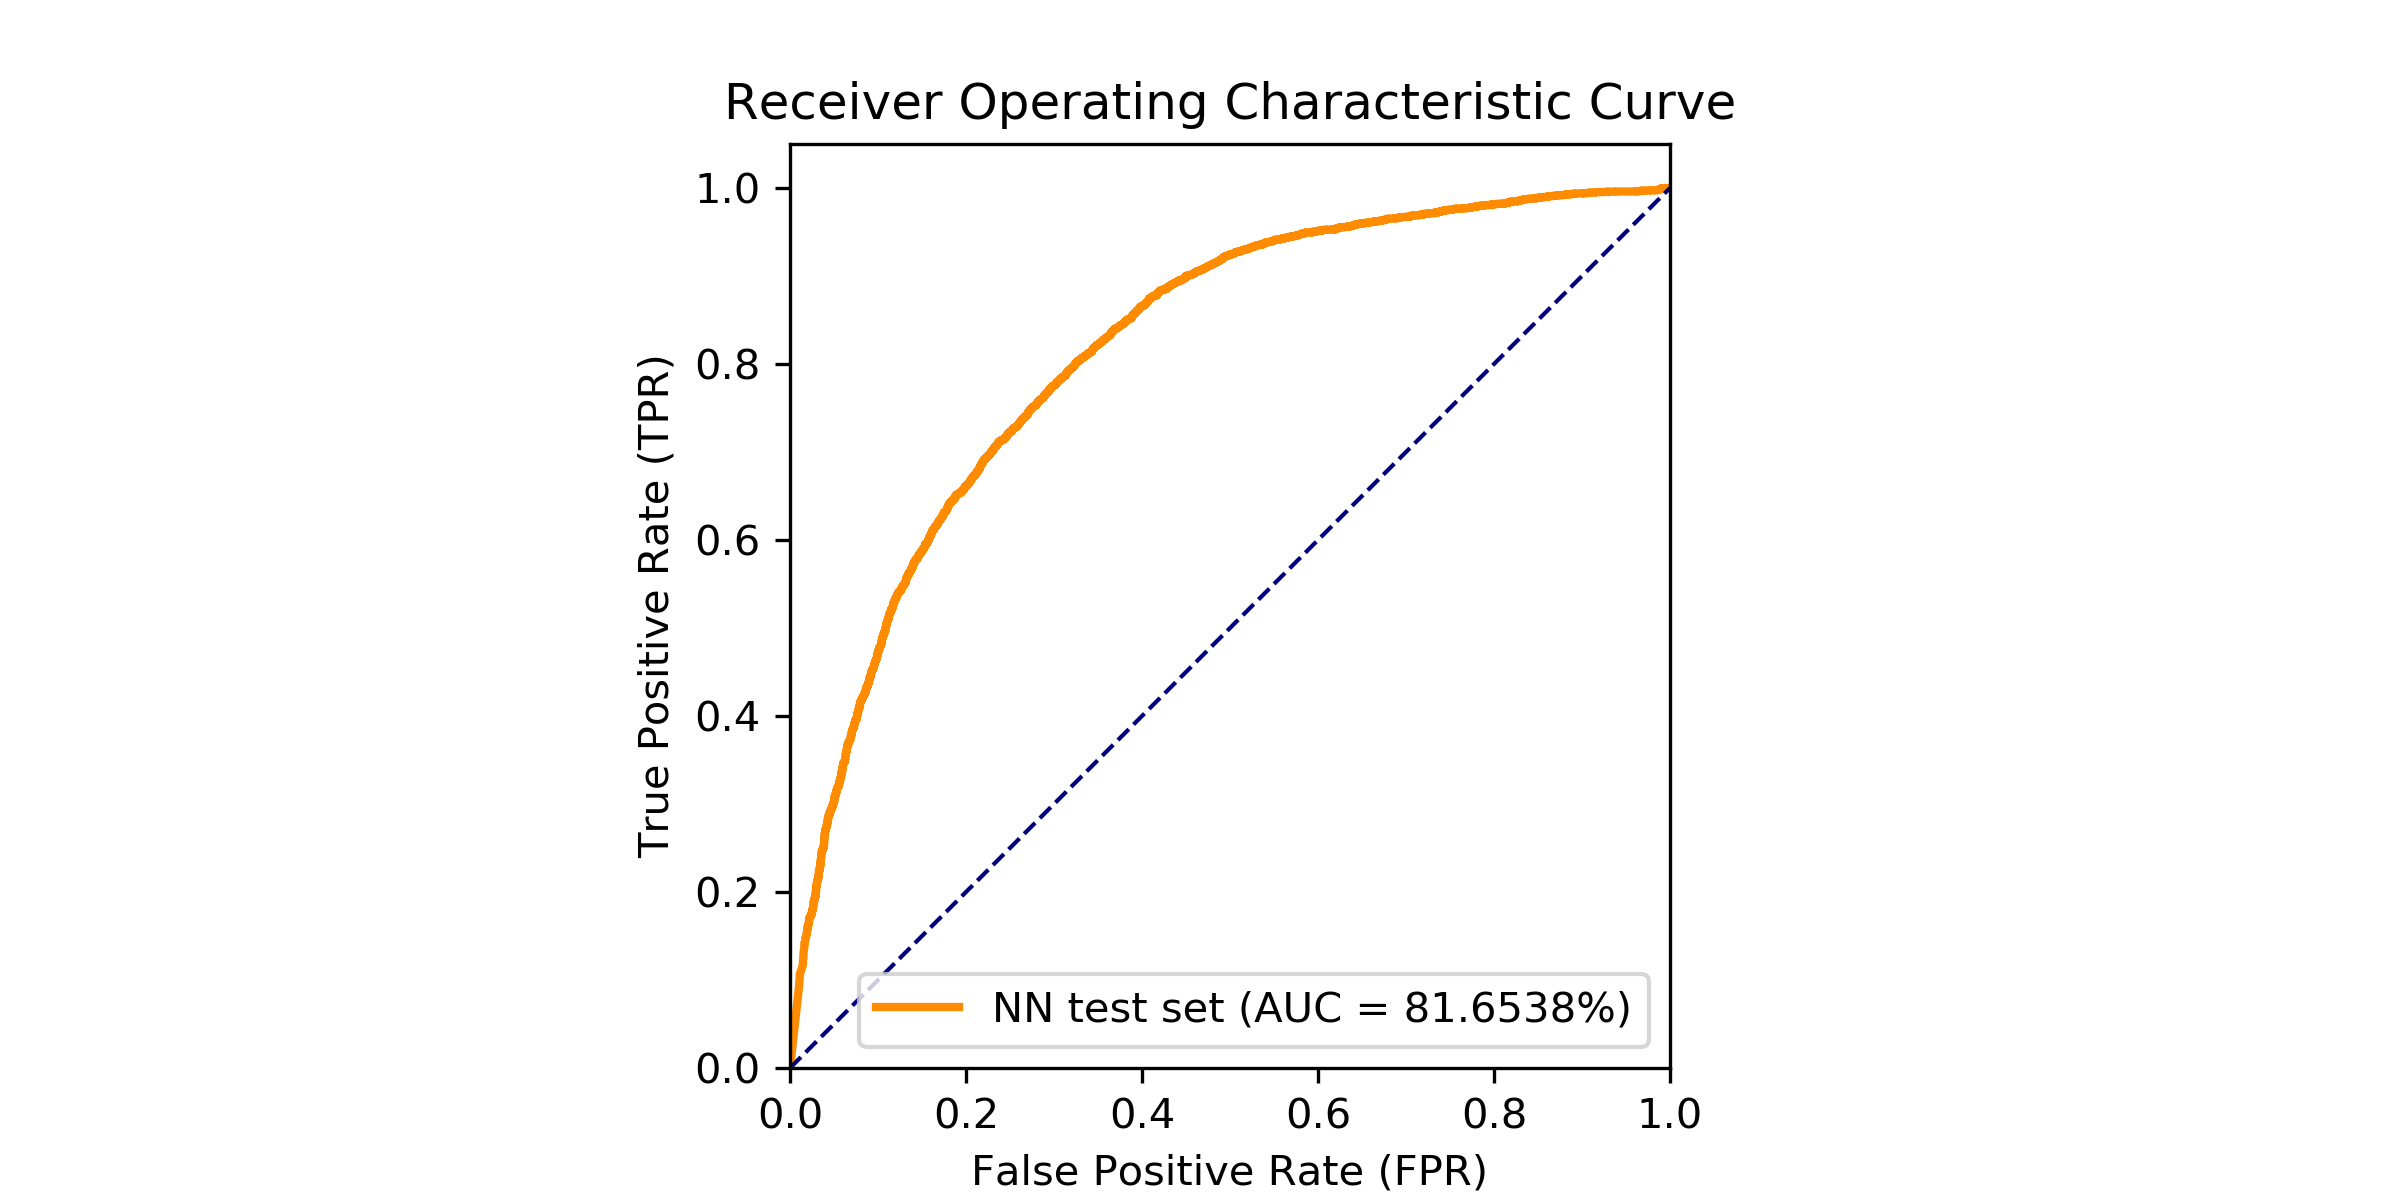 Receiver Operating Characteristic Curve
1.0
0.8
0.6
0.4
0.2
0.0
True Positive Rate (TPR)
NN test set (AUC = 81.6538%)
0.0 0.2 0.4 0.6 0.8 1.0
False Positive Rate (FPR)